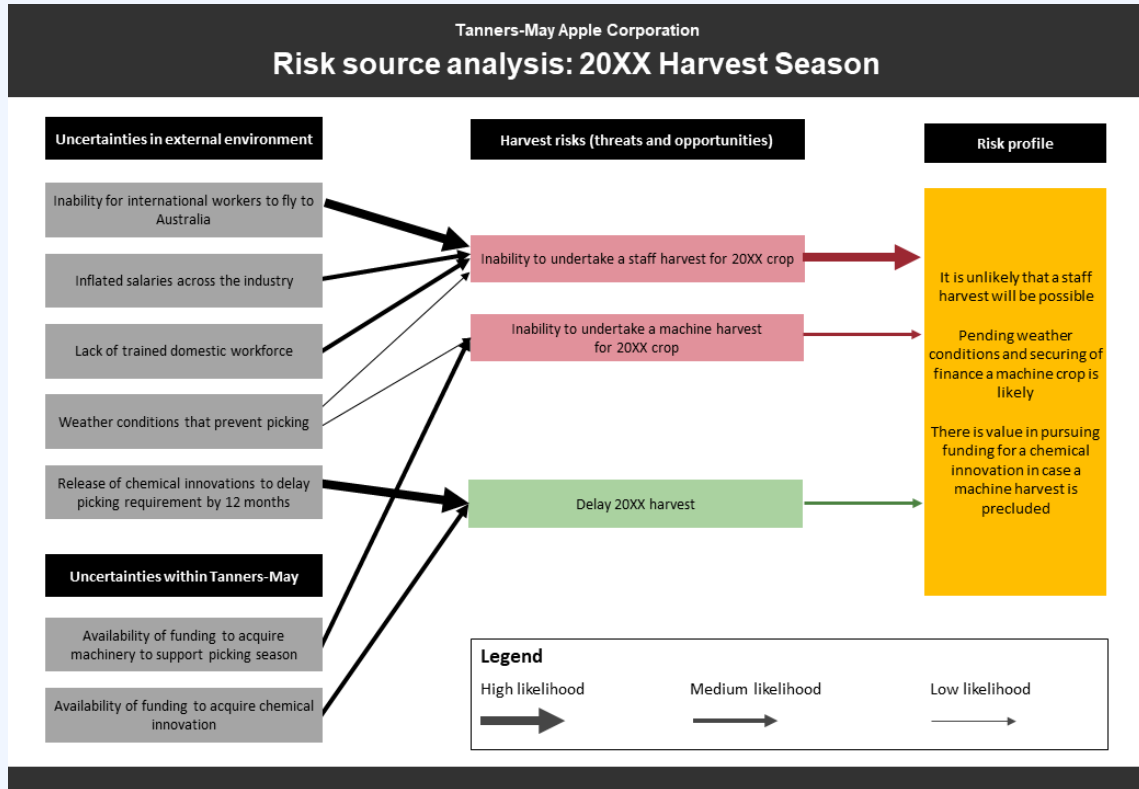 Tanners-May Apple Corporation
Risk source analysis: 20XX Harvest Season
Uncertainties in external environment
Inability for international workers to fly to
Australia
Inflated salaries across the industry
Lack of trained domestic workforce
Weather conditions that prevent picking
Release of chemical innovations to delay
picking requirement by 12 months
Uncertainties within Tanners-May
Availability of funding to acquire
machinery to support picking season
Availability of funding to acquire chemical
innovation
Harvest risks (threats and opportunities)
Inability to undertake a staff harvest for 20XX crop
Inability to undertake a machine harvest
for 20XX crop
Delay 20XX harvest
Risk profile
It is unlikely that a staff
harvest will be possible
Pending weather
conditions and securing of
finance a machine crop is
likely
There is value in pursuing
funding for a chemical
innovation in case a
machine harvest is
precluded
Legend
High likelihood
Medium likelihood
Low likelihood